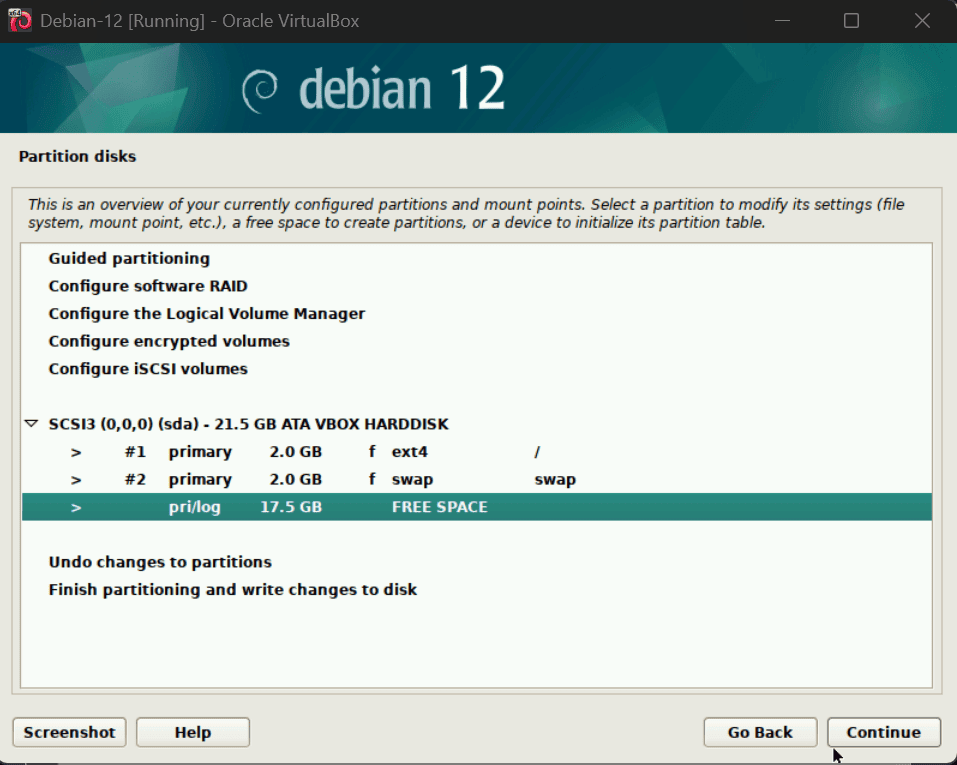 Debian-12 [Running] - Oracle VirtualBox
debian 12
Partition disks
This is an overview of your currently configured partitions and mount points. Select a partition to modify its settings (file
system, mount point, etc.), a free space to create partitions, or a device to initialize its partition table.
Guided partitioning
Configure software RAID
Configure the Logical Volume Manager
Configure encrypted volumes
Configure iSCSI volumes
SCSI3 (0,0,0) (sda) - 21.5 GB ATA VBOX HARDDISK
> #1 primary 2.0 GB f ext4 /
> #2 primary 2.0 GB f swap swap
> pri/log 17.5 GB FREE SPACE
Undo changes to partitions
Finish partitioning and write changes to disk
Screenshot Help Go Back Continue